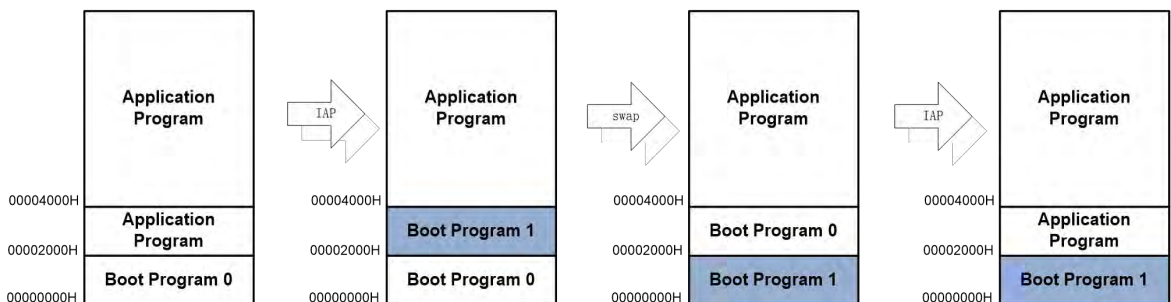 Application
Program
00004000H
Application
Program
00002000H
Boot Program 0
00000000H
IAP
Application
Program
00004000H
Boot Program 1
00002000H
Boot Program 0
00000000H
swap
Application
Program
00004000H
Boot Program 0
00002000H
Boot Program 1
00000000H
IAP
Application
Program
00004000H
Application
Program
00002000H
Boot Program 1
00000000H